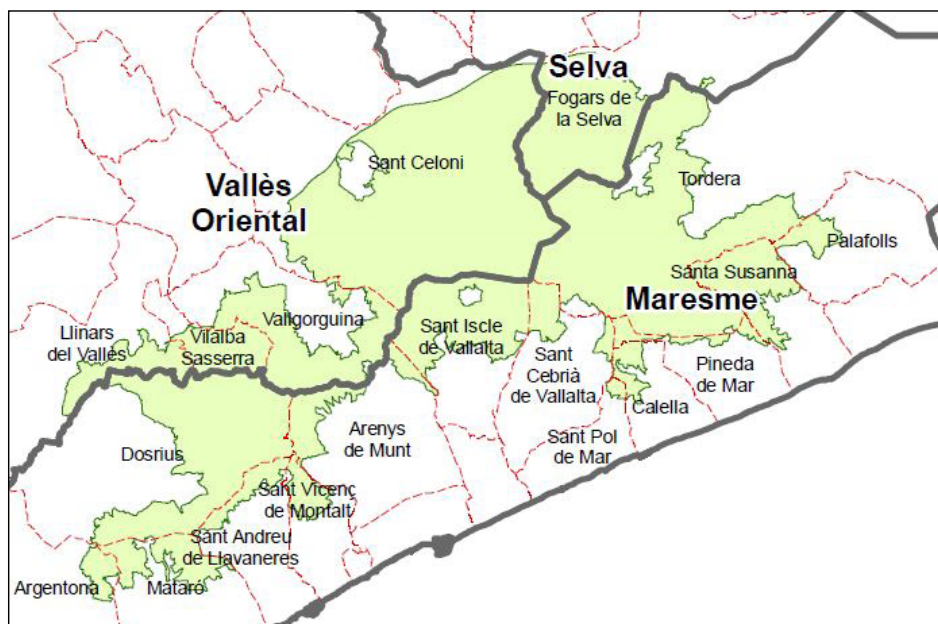 Selva
Fogars de
la Selva
Sant Celoni
Vallès
Oriental
Tordera
Palafolls
Santa Susanna
Maresme
Vallgorguina
Llinars
del Vallès
Vilalba
Sasserra
Sant Iscle
de Vallalta
Sant
Cebrià
de Vallalta
Pineda
de Mar
Calella
Arenys
de Munt
Sant Pol
de Mar
Dosrius
Sant Vicenç
de Montalt
Sant Andreu
de Llavaneres
Argentona
Mataró